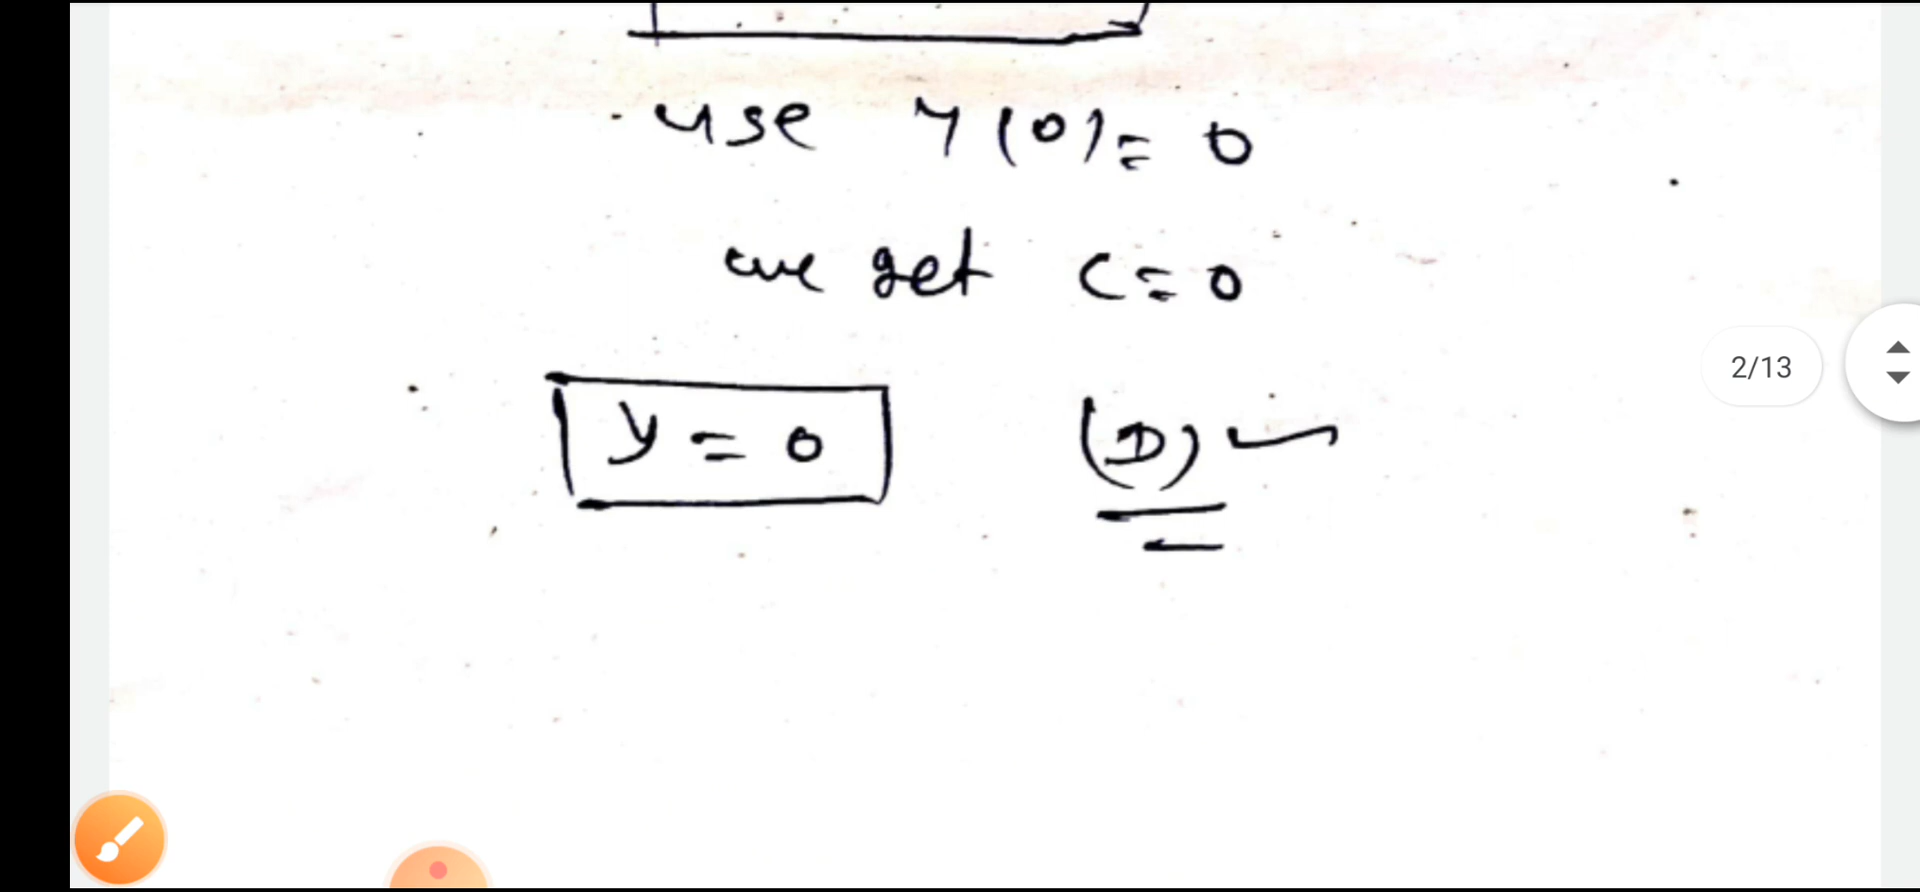 use y(0) = 0
we get c = 0
2/13
y = 0 (D)